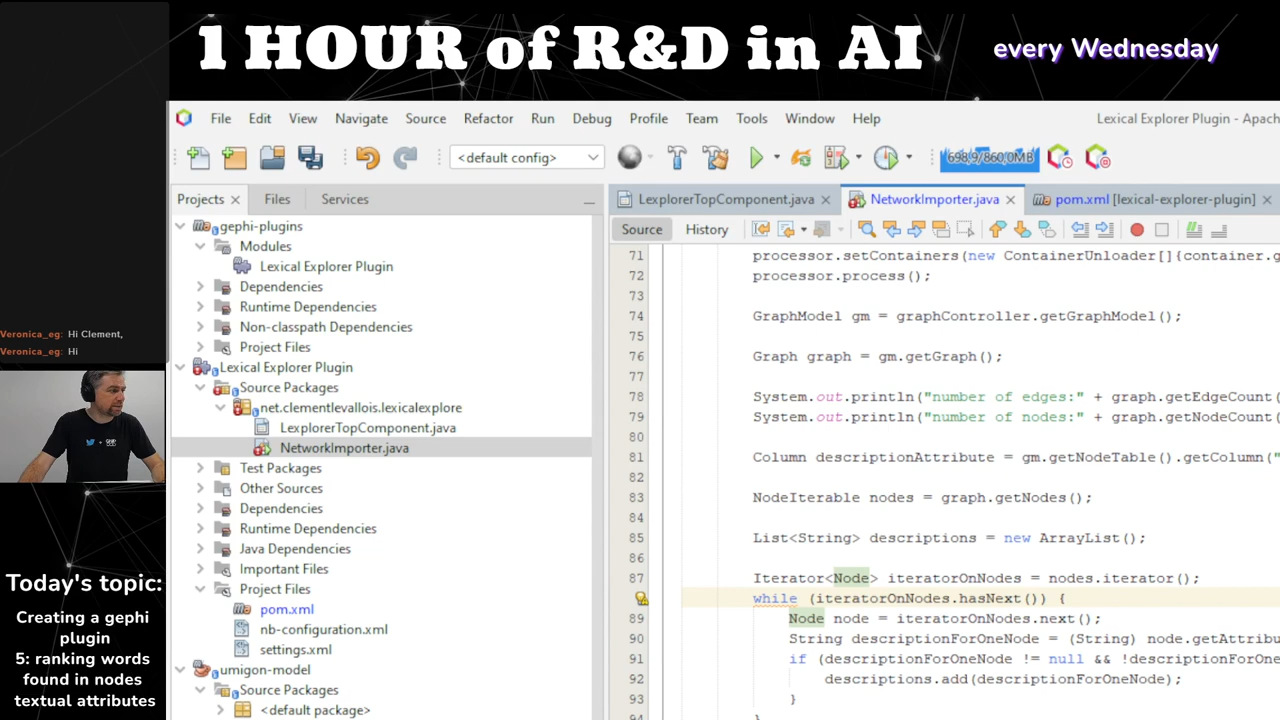 1 HOUR of R&D in AI
every Wednesday
File Edit View Navigate Source Refactor Run Debug Profile Team Tools Window Help
Lexical Explorer Plugin - Apach
<default config>
698,9/860,0MB
Projects Files Services
LexplorerTopComponent.java NetworkImporter.java pom.xml [lexical-explorer-plugin]
Source History
gephi-plugins
Modules
Lexical Explorer Plugin
Dependencies
Runtime Dependencies
Non-classpath Dependencies
Project Files
Lexical Explorer Plugin
Source Packages
net.clementlevallois.lexicalexplore
LexplorerTopComponent.java
NetworkImporter.java
Test Packages
Other Sources
Dependencies
Runtime Dependencies
Java Dependencies
Important Files
Project Files
pom.xml
nb-configuration.xml
settings.xml
umigon-model
Source Packages
<default package>
71 processor.setContainers(new ContainerUnloader[]{container.g
72 processor.process();
73
74 GraphModel gm = graphController.getGraphModel();
75
76 Graph graph = gm.getGraph();
77
78 System.out.println("number of edges:" + graph.getEdgeCount(
79 System.out.println("number of nodes:" + graph.getNodeCount(
80
81 Column descriptionAttribute = gm.getNodeTable().getColumn("
82
83 NodeIterable nodes = graph.getNodes();
84
85 List<String> descriptions = new ArrayList();
86
87 Iterator<Node> iteratorOnNodes = nodes.iterator();
while (iteratorOnNodes.hasNext()) {
89 Node node = iteratorOnNodes.next();
90 String descriptionForOneNode = (String) node.getAttribu
91 if (descriptionForOneNode != null && !descriptionForOne
92 descriptions.add(descriptionForOneNode);
93 }
94 }
Veronica_eg: Hi Clement,
Veronica_eg: Hi
Today's topic:
Creating a gephi
plugin
5: ranking words
found in nodes
textual attributes